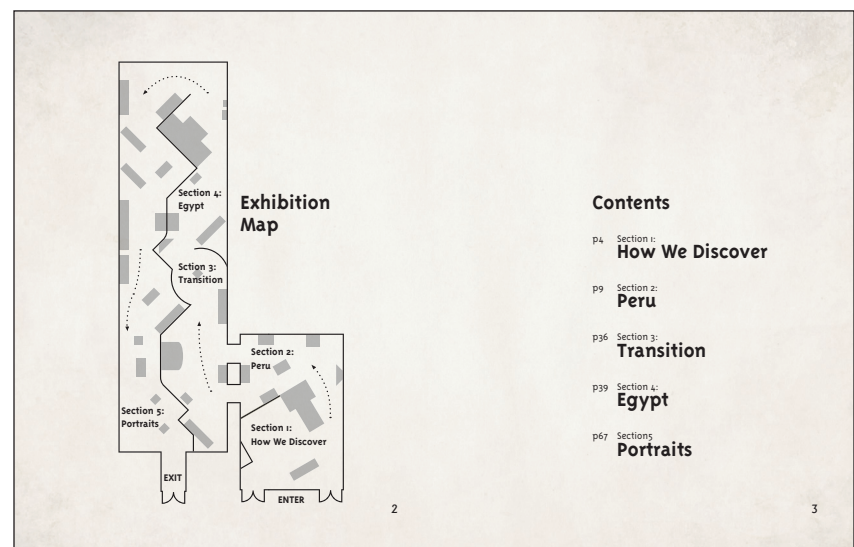 Section 4:
Egypt
Exhibition
Map
Sction 3:
Transition
Section 2:
Peru
Section 5:
Portraits
Section 1:
How We Discover
EXIT
ENTER
2
Contents
p4 Section 1:
How We Discover
p9 Section 2:
Peru
p36 Section 3:
Transition
p39 Section 4:
Egypt
p67 Section5
Portraits
3